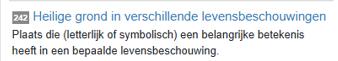 242 Heilige grond in verschillende levensbeschouwingen
Plaats die (letterlijk of symbolisch) een belangrijke betekenis
heeft in een bepaalde levensbeschouwing.